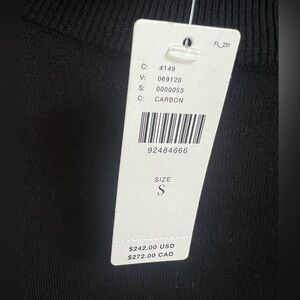 FL_231
C: 4149
V: 069120
S: 0000053
C: CARBON
92484666
SIZE
S
$242.00 USD
$272.00 CAD